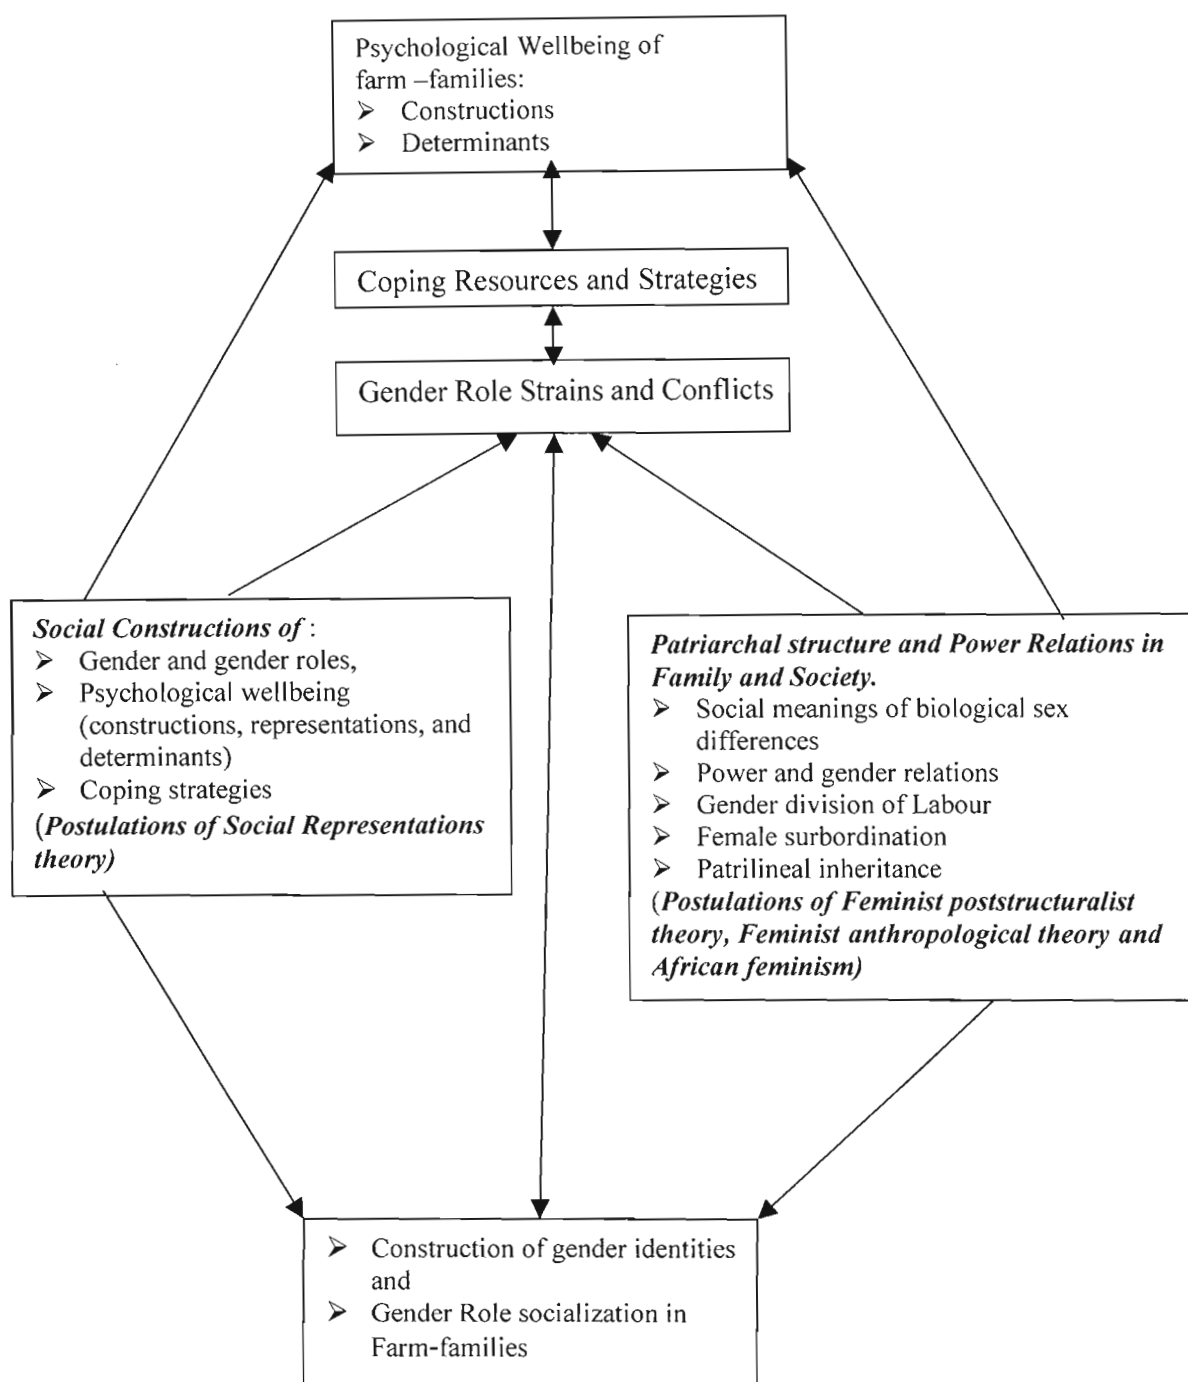 Psychological Wellbeing of
farm –families:
➢ Constructions
➢ Determinants
Coping Resources and Strategies
Gender Role Strains and Conflicts
Social Constructions of :
➢ Gender and gender roles,
➢ Psychological wellbeing
(constructions, representations, and
determinants)
➢ Coping strategies
(Postulations of Social Representations
theory)
Patriarchal structure and Power Relations in
Family and Society.
➢ Social meanings of biological sex
differences
➢ Power and gender relations
➢ Gender division of Labour
➢ Female surbordination
➢ Patrilineal inheritance
(Postulations of Feminist poststructuralist
theory, Feminist anthropological theory and
African feminism)
➢ Construction of gender identities
and
➢ Gender Role socialization in
Farm-families